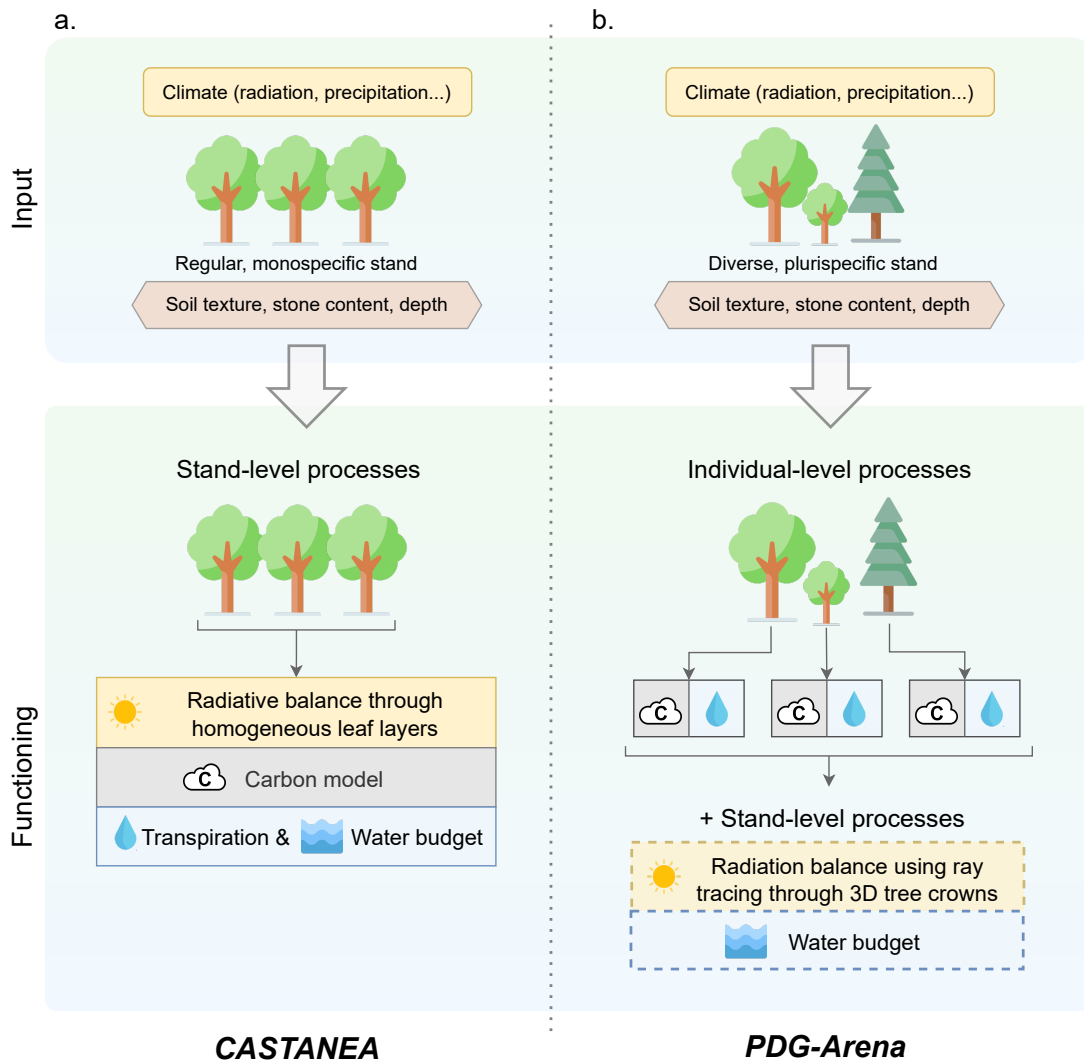 a.
b.
Input
Climate (radiation, precipitation...)
Regular, monospecific stand
Soil texture, stone content, depth
Climate (radiation, precipitation...)
Diverse, plurispecific stand
Soil texture, stone content, depth
Functioning
Stand-level processes
Radiative balance through
homogeneous leaf layers
C
Carbon model
Transpiration &
Water budget
Individual-level processes
C
C
C
+ Stand-level processes
Radiation balance using ray
tracing through 3D tree crowns
Water budget
CASTANEA
PDG-Arena